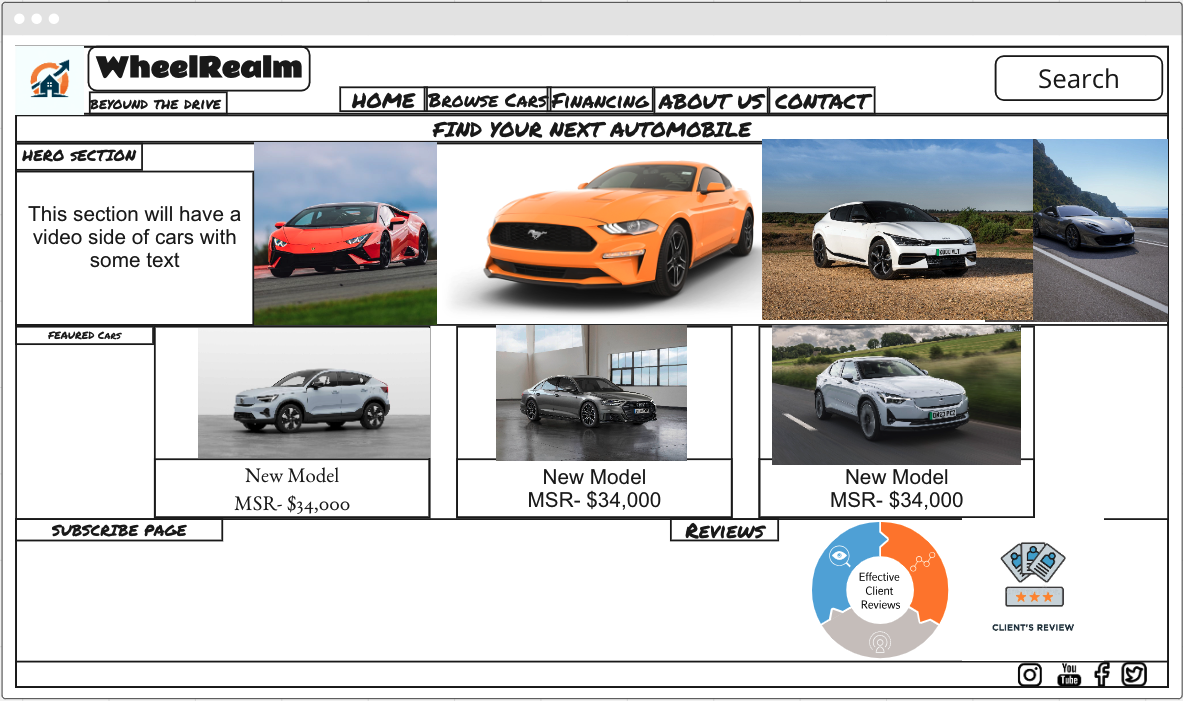 WheelRealm
BEYOUND THE DRIVE
Search
HOME
BROWSE CARS
FINANCING
ABOUT US
CONTACT
FIND YOUR NEXT AUTOMOBILE
HERO SECTION
This section will have a
video side of cars with
some text
FEAURED CARS
New Model
MSR- $34,000
New Model
MSR- $34,000
New Model
MSR- $34,000
SUBSCRIBE PAGE
REVIEWS
Effective
Client
Reviews
CLIENT'S REVIEW
You
Tube